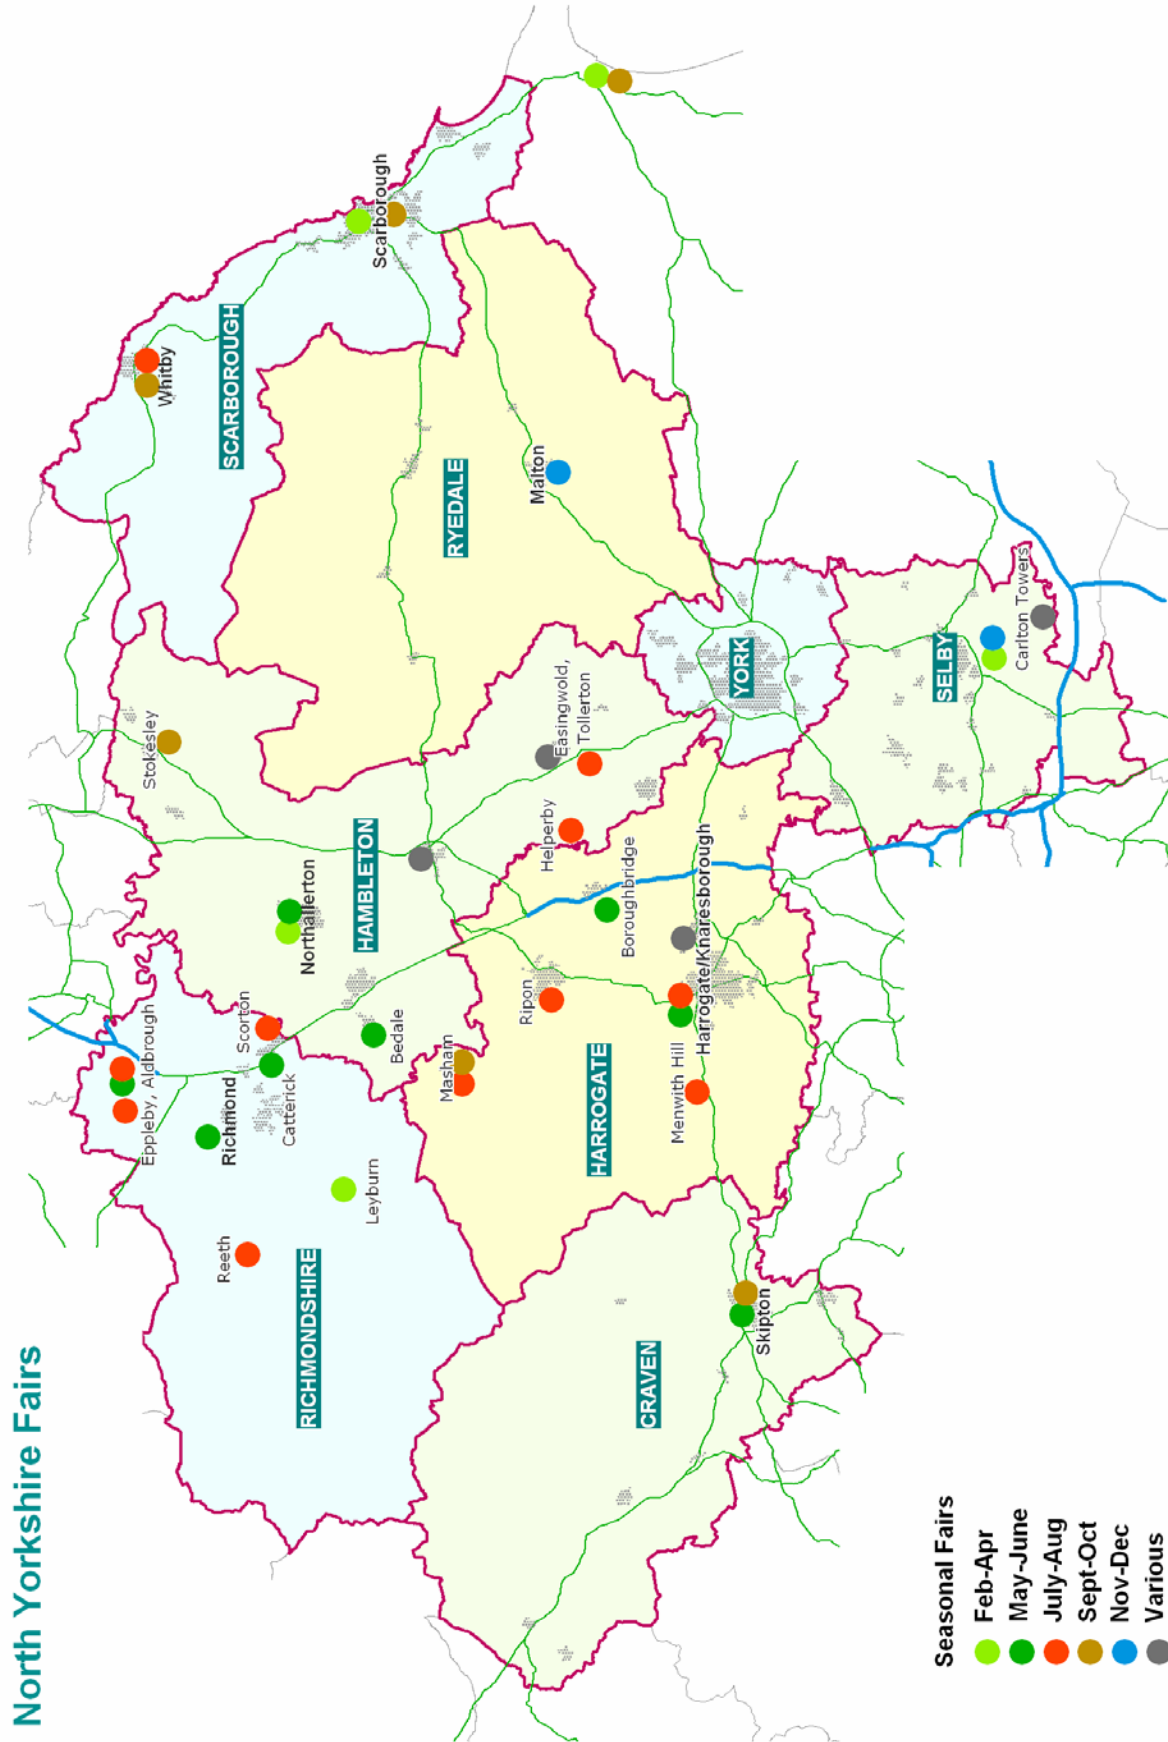 North Yorkshire Fairs
Eppleby, Aldbrough
Stokesley
Whitby
Reeth
Richmond
Scorton
SCARBOROUGH
Catterick
Northallerton
RICHMONDSHIRE
Leyburn
Bedale
HAMBLETON
Scarborough
Masham
RYEDALE
Ripon
Helperby
Easingwold,
Tollerton
Malton
HARROGATE
Boroughbridge
CRAVEN
Menwith Hill
Harrogate/Knaresborough
YORK
Skipton
SELBY
Carlton Towers
Seasonal Fairs
Feb-Apr
May-June
July-Aug
Sept-Oct
Nov-Dec
Various